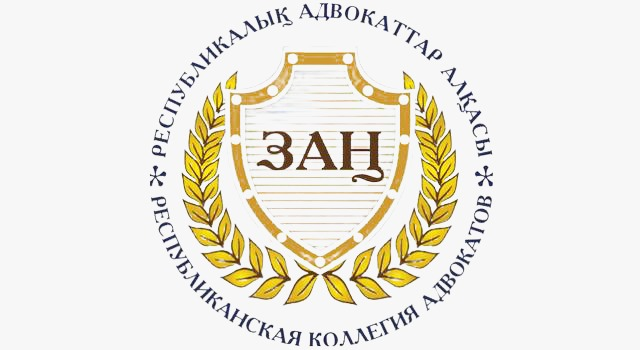 РЕСПУБЛИКАЛЫҚ АДВОКАТТАР АЛҚАСЫ
ЗАҢ
РЕСПУБЛИКАНСКАЯ КОЛЛЕГИЯ АДВОКАТОВ